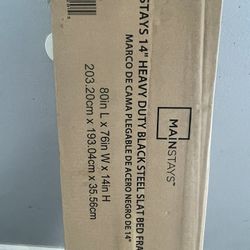 STAYS 14" HEAVY DUTY BLACK STEEL SLAT BED FRA
MARCO DE CAMA PLEGABLE DE ACERO NEGRO DE 14"
80in L x 76in W x 14in H
203.20cm x 193.04cm x 35.56cm
MAINSTAYS™